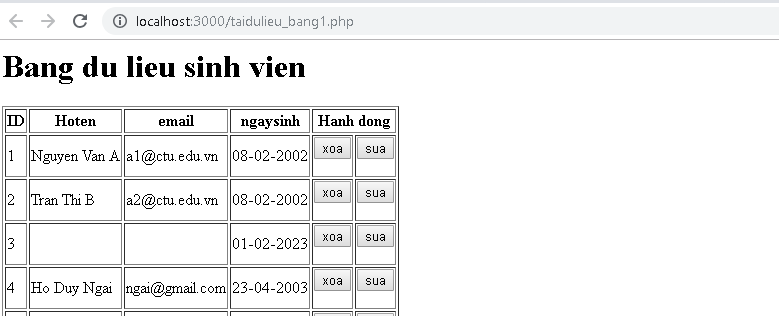 localhost:3000/taidulieu_bang1.php
Bang du lieu sinh vien
ID Hoten email ngaysinh Hanh dong
1 Nguyen Van A a1@ctu.edu.vn 08-02-2002 xoa sua
2 Tran Thi B a2@ctu.edu.vn 08-02-2002 xoa sua
3 01-02-2023 xoa sua
4 Ho Duy Ngai ngai@gmail.com 23-04-2003 xoa sua